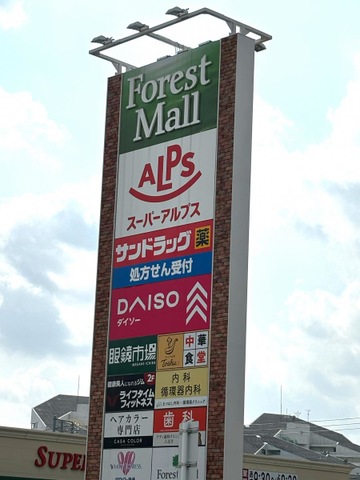 Forest
Mall
ALPS
スーパーアルプス
サンドラッグ 薬
処方せん受付
DAISO
ダイソー
眼鏡市場
中華
食堂
2F
ライフタイム
フィットネス
内科
循環器内科
ヘアカラー
専門店
CASA COLOR
歯科
Forest
SUPER